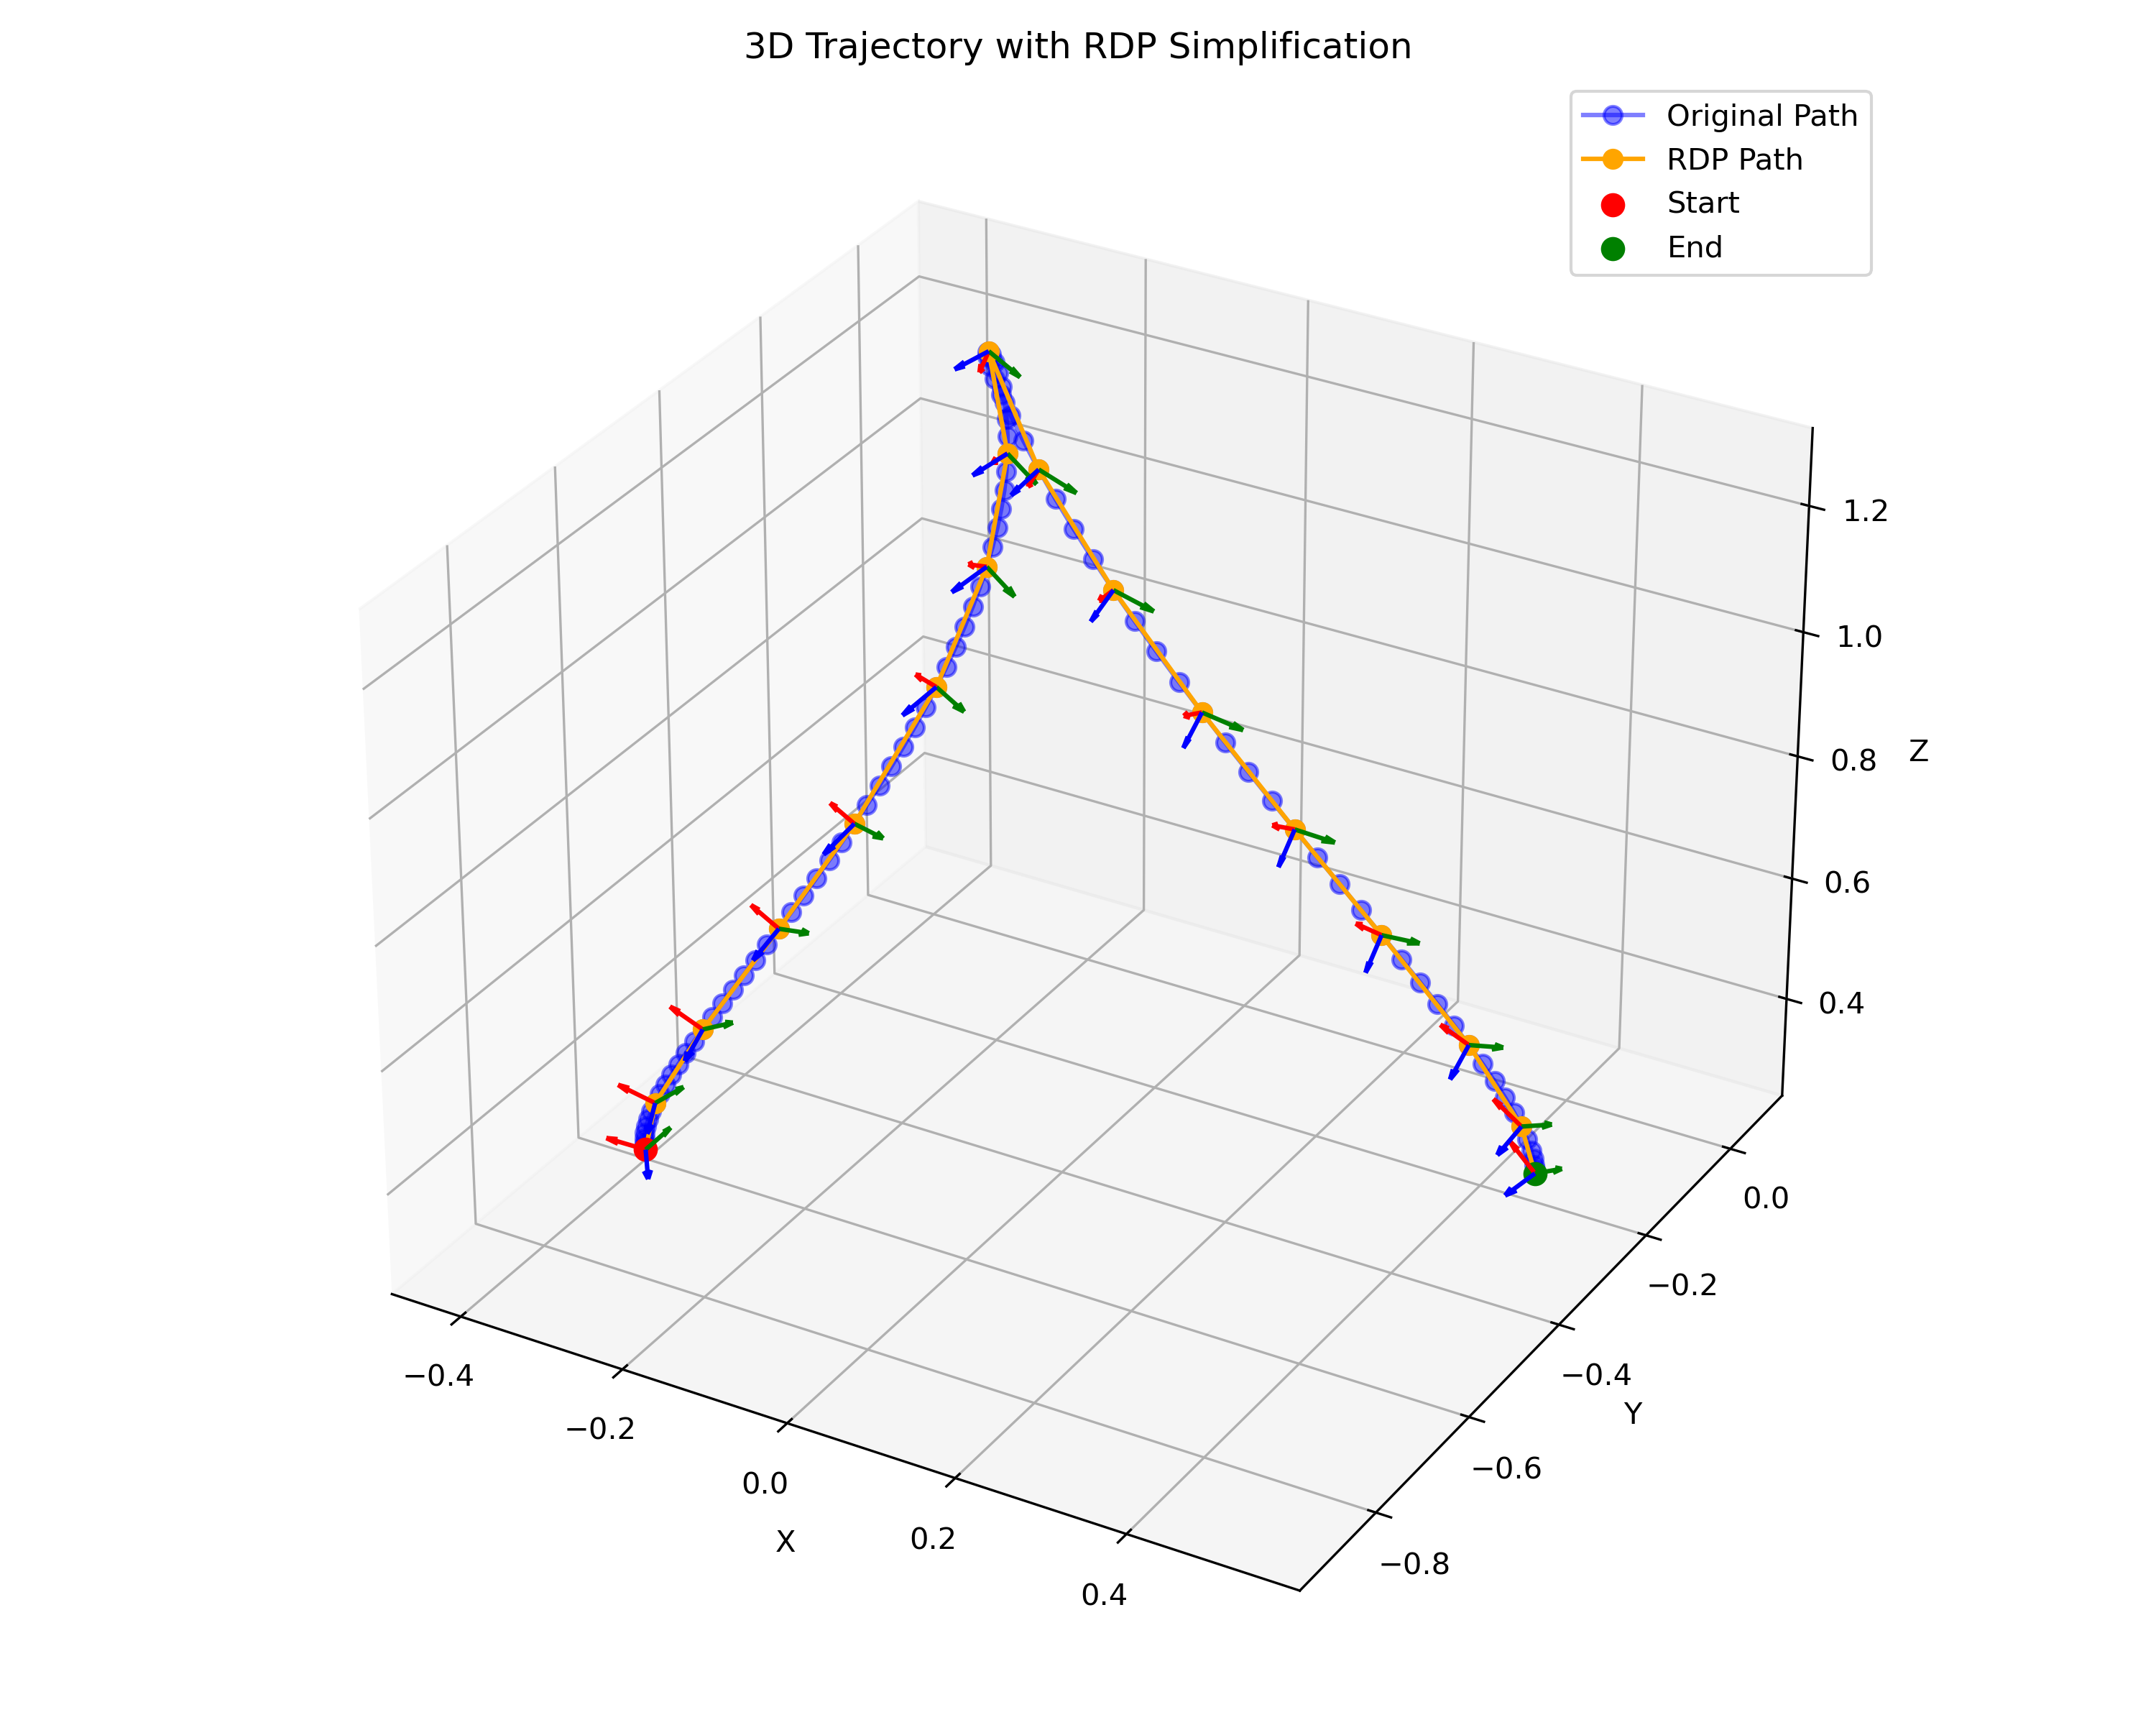 3D Trajectory with RDP Simplification
Original Path
RDP Path
Start
End
1.2
1.0
0.8
0.6
0.4
Z
0.0
−0.2
−0.4
−0.6
−0.8
Y
−0.4
−0.2
0.0
0.2
0.4
X